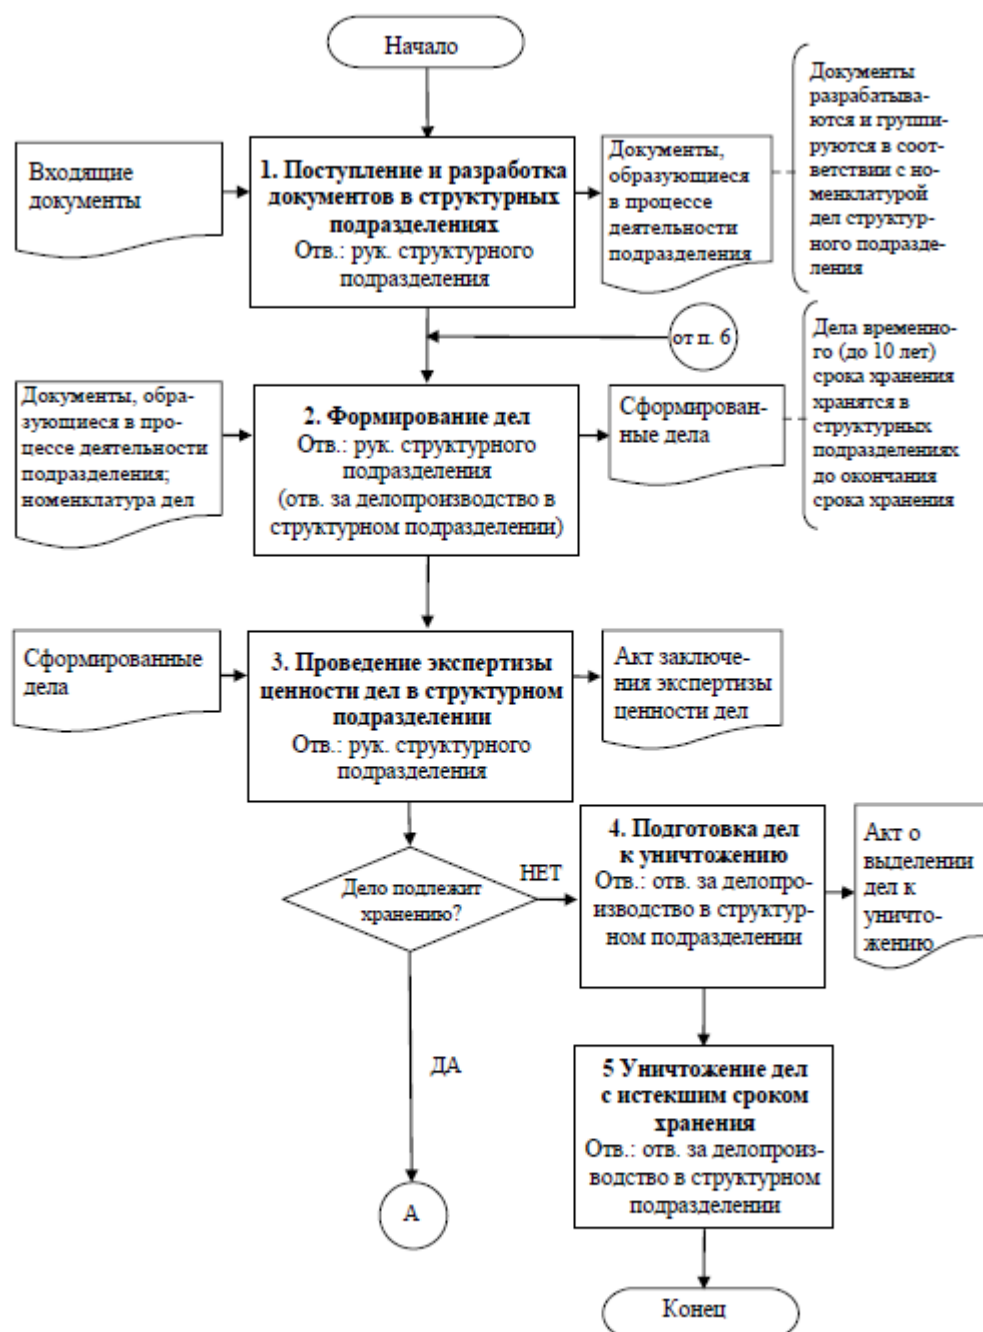 Начало
Входящие
документы
1. Поступление и разработка
документов в структурных
подразделениях
Отв.: рук. структурного
подразделения
Документы,
образующиеся
в процессе
деятельности
подразделения
Документы
разрабатыва-
ются и группи-
руются в соот-
ветствии с но-
менклатурой
дел структур-
ного подразде-
ления
от п. 6
Документы, обра-
зующиеся в про-
цессе деятельности
подразделения;
номенклатура дел
2. Формирование дел
Отв.: рук. структурного
подразделения
(отв. за делопроизводство в
структурном подразделении)
Сформирован-
ные дела
Дела временно-
го (до 10 лет)
срока хранения
хранятся в
структурных
подразделениях
до окончания
срока хранения
Сформированные
дела
3. Проведение экспертизы
ценности дел в структурном
подразделении
Отв.: рук. структурного
подразделения
Акт заключе-
ния экспертизы
ценности дел
Дело подлежит
хранению?
НЕТ
4. Подготовка дел
к уничтожению
Отв.: отв. за делопро-
изводство в структур-
ном подразделении
Акт о
выделении
дел к
уничто-
жению
ДА
5 Уничтожение дел
с истекшим сроком
хранения
Отв.: отв. за делопроиз-
водство в структурном
подразделении
А
Конец